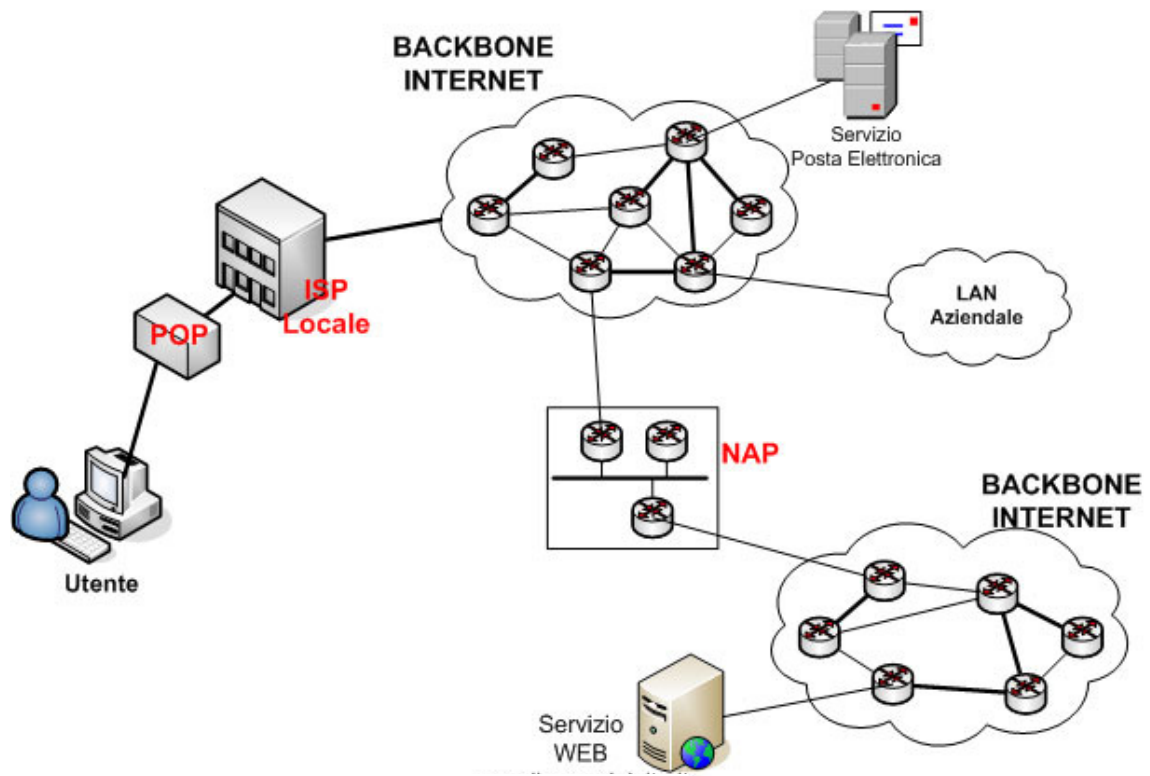 BACKBONE
INTERNET
Servizio
Posta Elettronica
ISP
Locale
POP
LAN
Aziendale
NAP
Utente
BACKBONE
INTERNET
Servizio
WEB